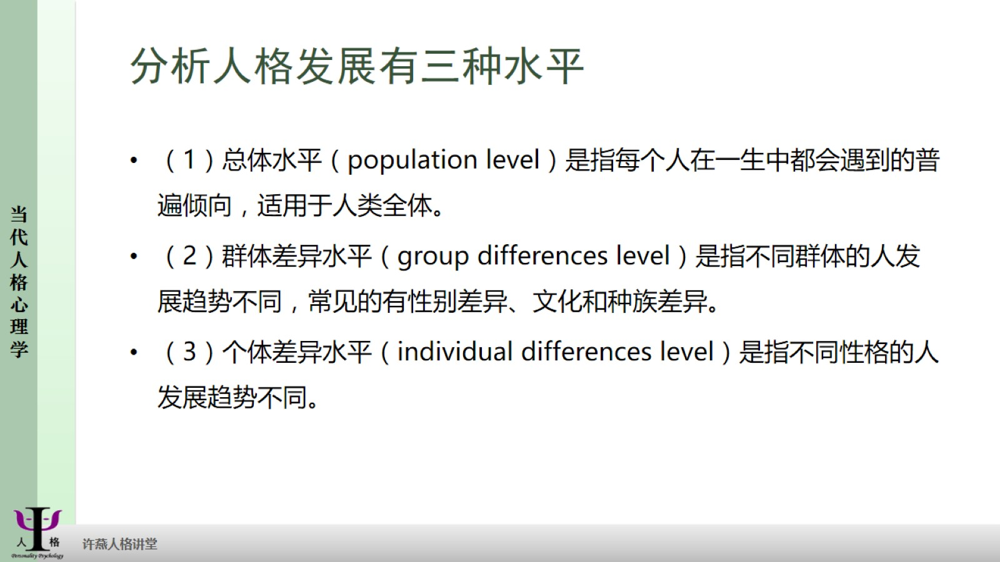 分析人格发展有三种水平
• （1）总体水平（population level）是指每个人在一生中都会遇到的普
遍倾向，适用于人类全体。
• （2）群体差异水平（group differences level）是指不同群体的人发
展趋势不同，常见的有性别差异、文化和种族差异。
• （3）个体差异水平（individual differences level）是指不同性格的人
发展趋势不同。
当代人格心理学
人格
Personality Psychology
许燕人格讲堂